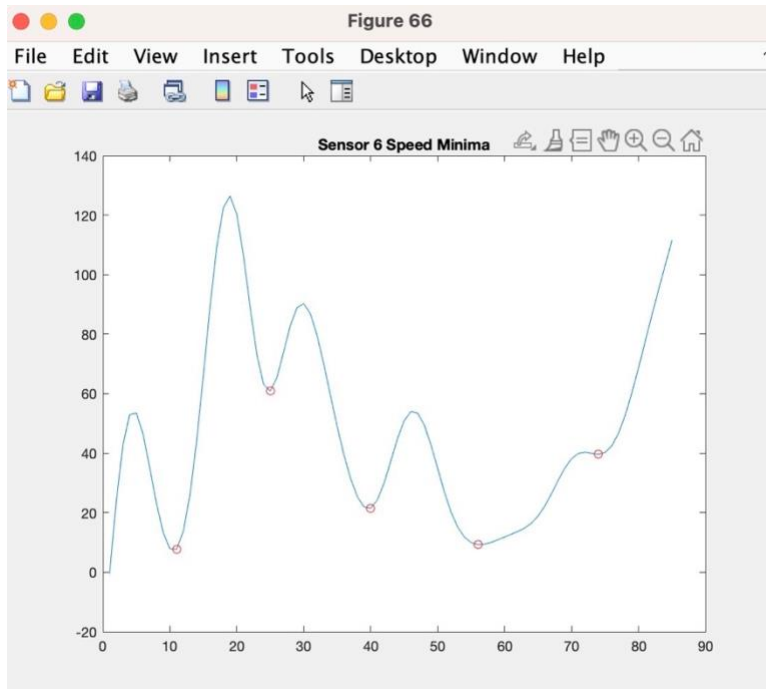 Figure 66
File Edit View Insert Tools Desktop Window Help
Sensor 6 Speed Minima
140
120
100
80
60
40
20
0
-20
0 10 20 30 40 50 60 70 80 90